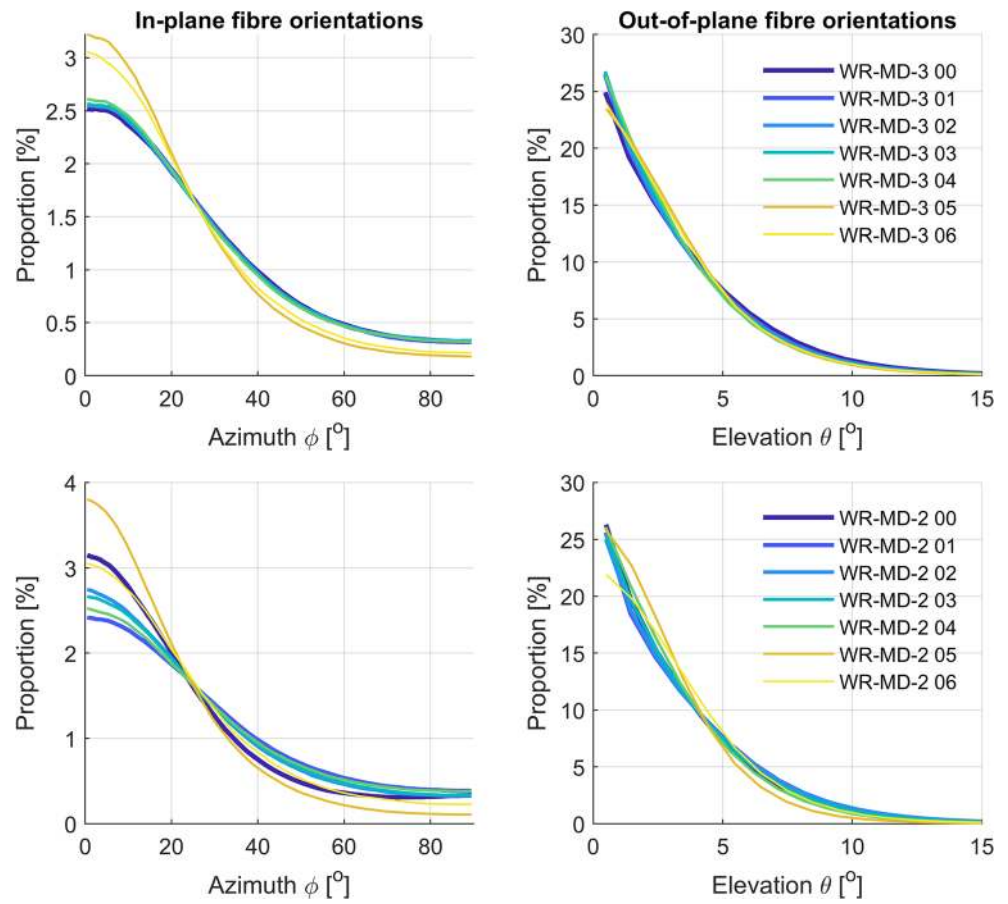 In-plane fibre orientations
Proportion [%]
3
2.5
2
1.5
1
0.5
0
0 20 40 60 80
Azimuth ϕ [°]
Out-of-plane fibre orientations
Proportion [%]
30
25
20
15
10
5
0
0 5 10 15
Elevation θ [°]
WR-MD-3 00
WR-MD-3 01
WR-MD-3 02
WR-MD-3 03
WR-MD-3 04
WR-MD-3 05
WR-MD-3 06
Proportion [%]
4
3
2
1
0
0 20 40 60 80
Azimuth ϕ [°]
Proportion [%]
30
25
20
15
10
5
0
0 5 10 15
Elevation θ [°]
WR-MD-2 00
WR-MD-2 01
WR-MD-2 02
WR-MD-2 03
WR-MD-2 04
WR-MD-2 05
WR-MD-2 06